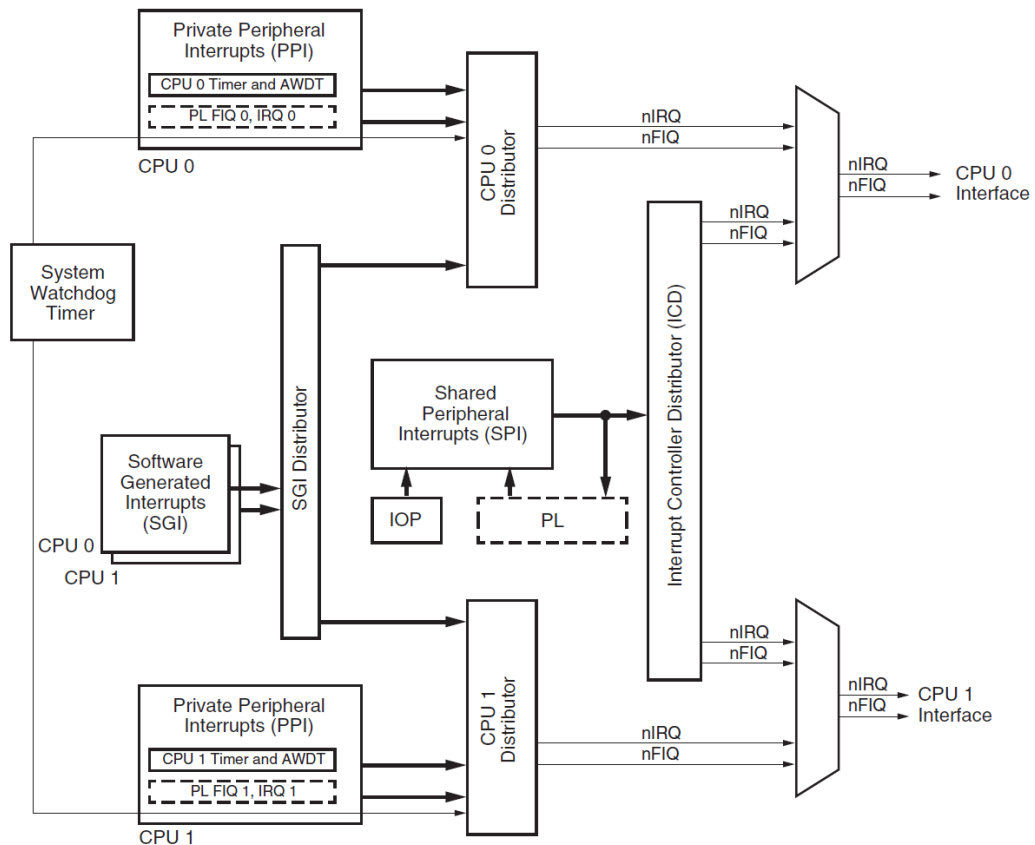 Private Peripheral
Interrupts (PPI)
CPU 0 Timer and AWDT
PL FIQ 0, IRQ 0
CPU 0
CPU 0
Distributor
nIRQ
nFIQ
nIRQ
nFIQ
nIRQ
nFIQ
CPU 0
Interface
System
Watchdog
Timer
SGI Distributor
Shared
Peripheral
Interrupts (SPI)
IOP
PL
Interrupt Controller Distributor (ICD)
Software
Generated
Interrupts
(SGI)
CPU 0
CPU 1
Private Peripheral
Interrupts (PPI)
CPU 1 Timer and AWDT
PL FIQ 1, IRQ 1
CPU 1
CPU 1
Distributor
nIRQ
nFIQ
nIRQ
nFIQ
nIRQ
nFIQ
CPU 1
Interface